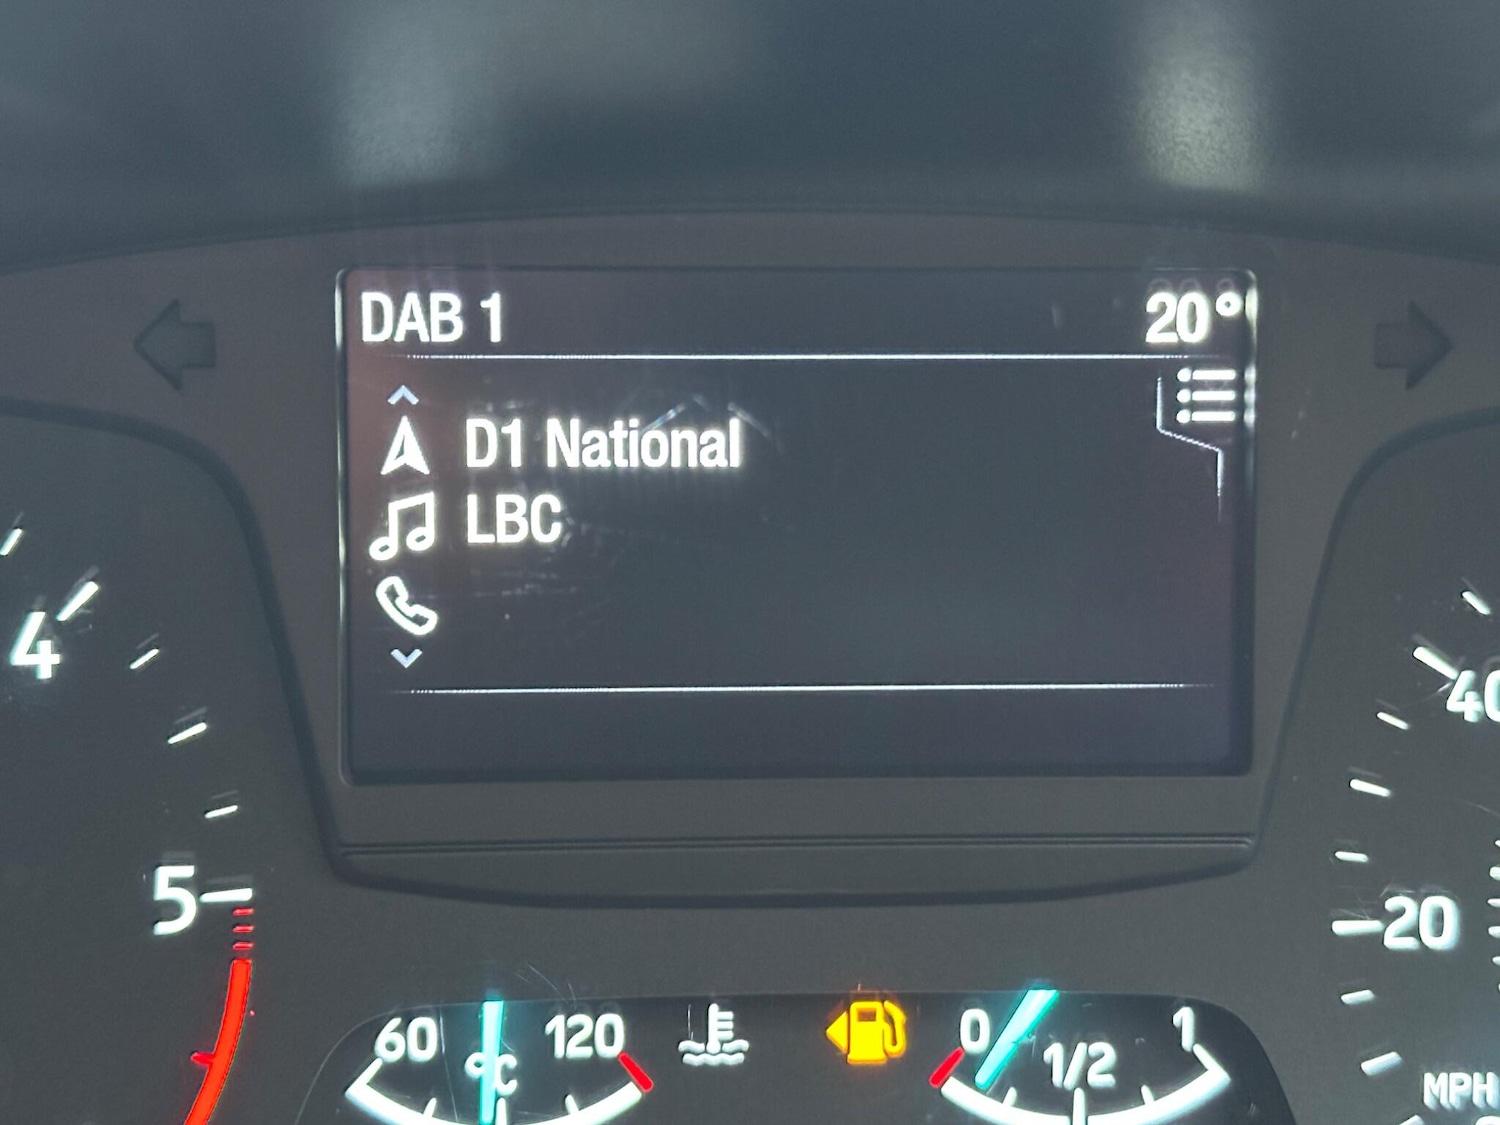 DAB 1 20°
D1 National
LBC
4
40
5
20
60 °C 120
0 1/2 1
MPH